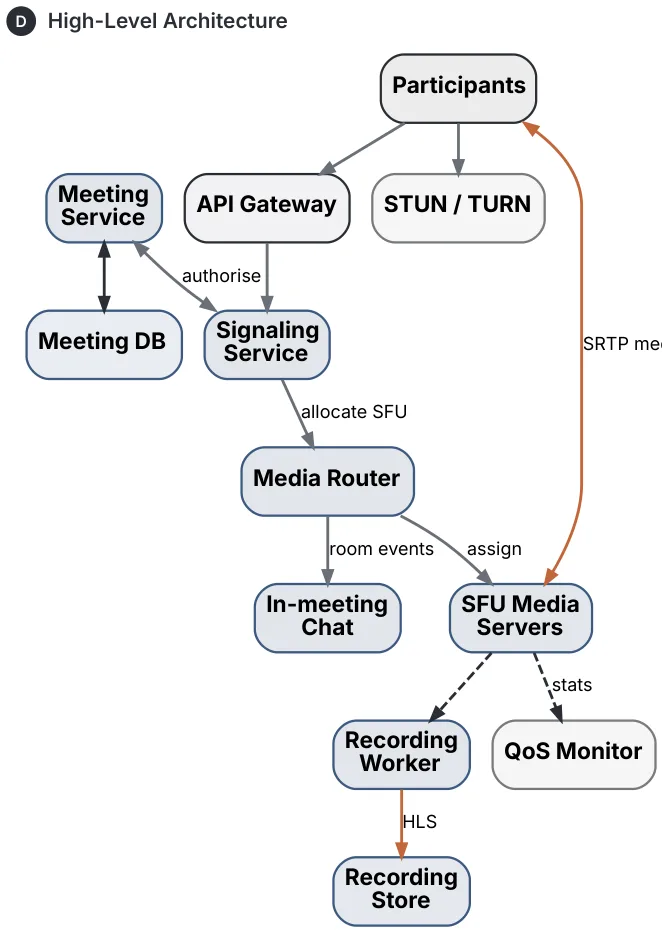 D High-Level Architecture
Participants
Meeting
Service
API Gateway
STUN / TURN
authorise
Meeting DB
Signaling
Service
SRTP
allocate SFU
Media Router
room events
assign
In-meeting
Chat
SFU Media
Servers
stats
Recording
Worker
QoS Monitor
HLS
Recording
Store